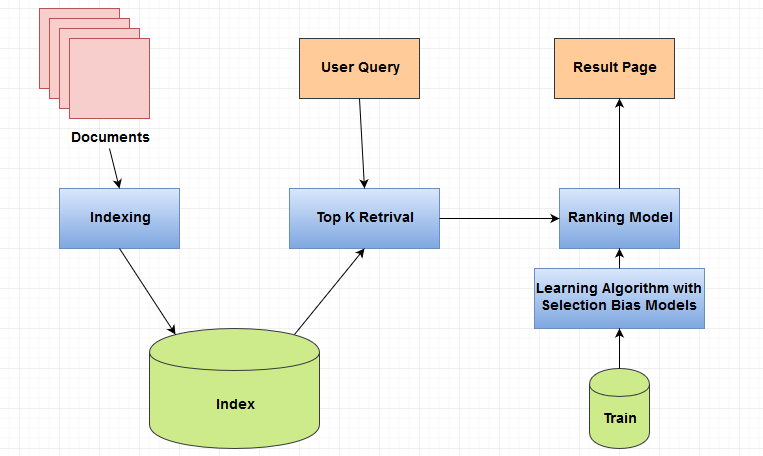 User Query
Result Page
Documents
Indexing
Top K Retrival
Ranking Model
Learning Algorithm with
Selection Bias Models
Index
Train